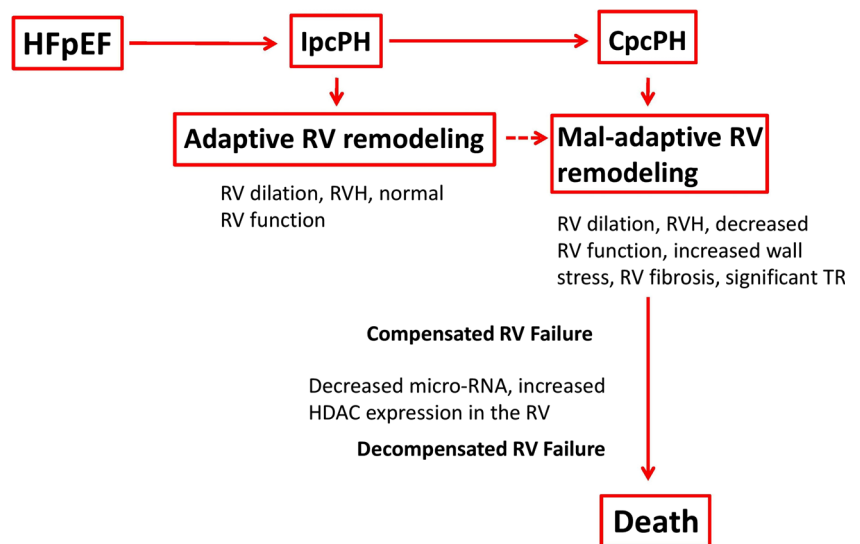 HFpEF
IpcPH
CpcPH
Adaptive RV remodeling
Mal-adaptive RV
remodeling
RV dilation, RVH, normal
RV function
RV dilation, RVH, decreased
RV function, increased wall
stress, RV fibrosis, significant TR
Compensated RV Failure
Decreased micro-RNA, increased
HDAC expression in the RV
Decompensated RV Failure
Death